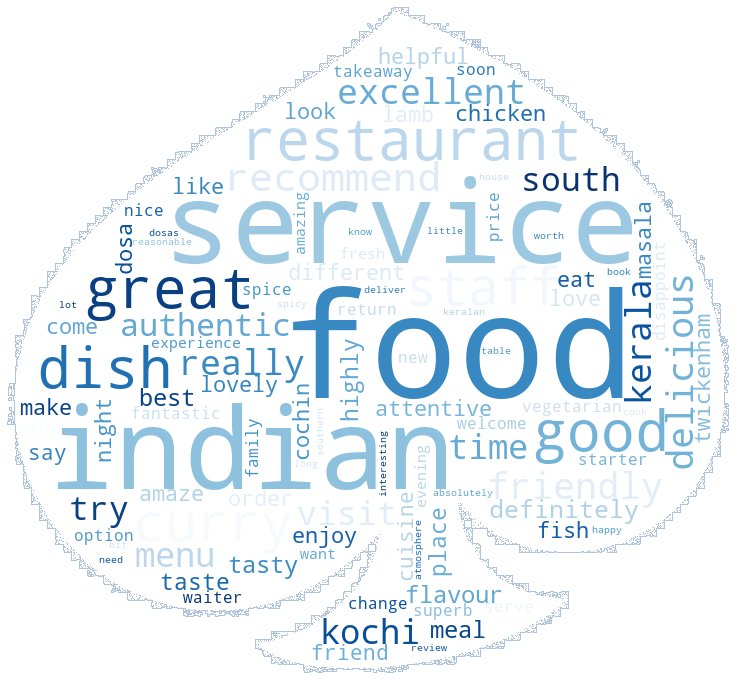 helpful
takeaway soon
excellent
look lamb chicken
restaurant
recommend house south
like service
nice amazing price masala
dosa dosas know little worth
reasonable fresh disappoint
different staff eat book
great spice spicy deliver love
come authentic return keralan
food kerala delicious twickenham
experience
dish really new table
lovely highly
make best attentive vegetarian cook
fantastic cochin
night family indian welcome good
say southern interesting time starter
long evening absolutely
amaze order friendly
try curry visit cuisine definitely
option enjoy place fish happy
bit menu want atmosphere
need tasty
taste flavour
waiter change superb serve
kochi meal
friend review